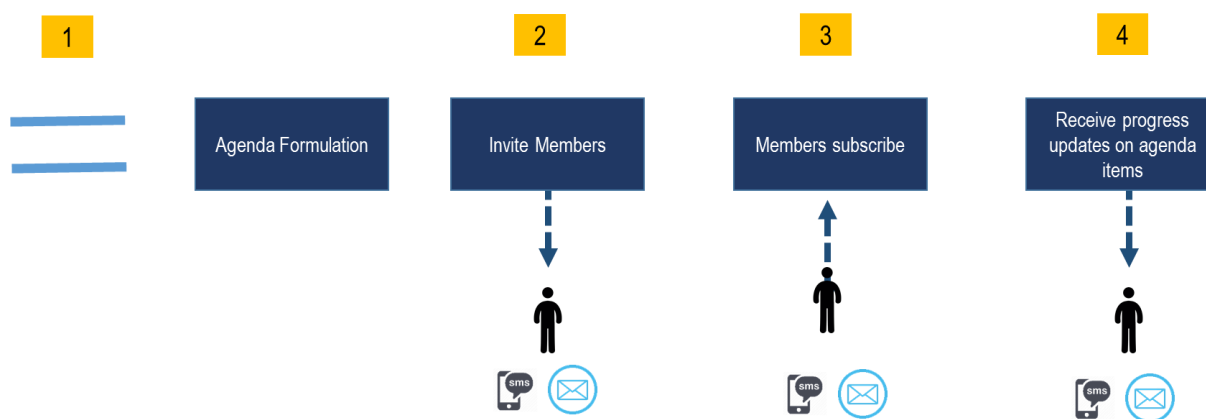 1
2
3
4
Agenda Formulation
Invite Members
Members subscribe
Receive progress
updates on agenda
items
sms
sms
sms